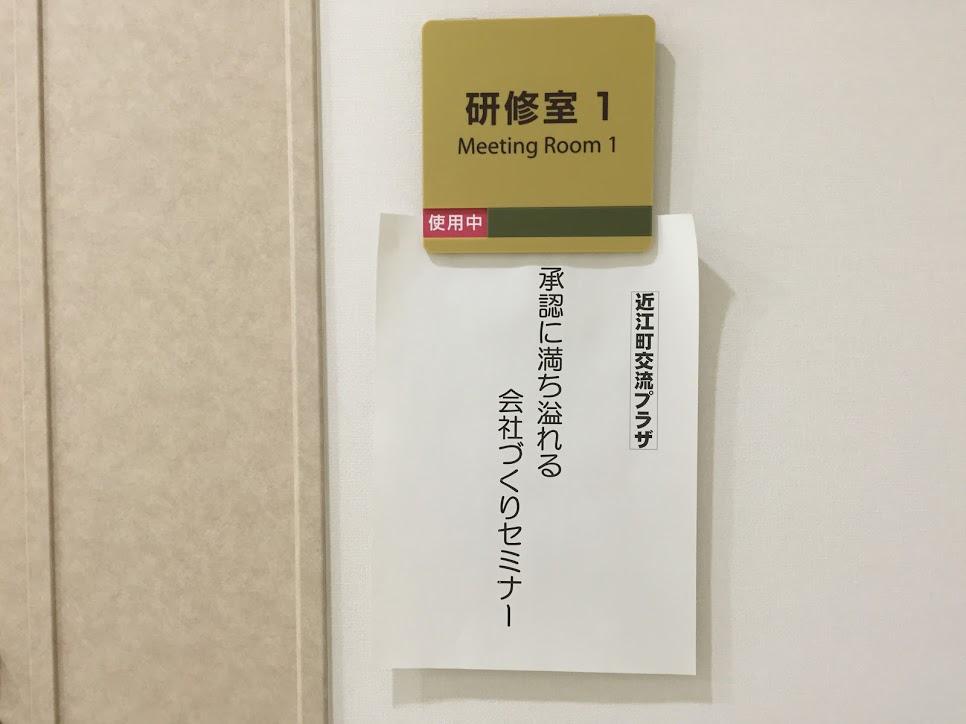 研修室 1
Meeting Room 1
使用中
近江町交流プラザ
承認に満ち溢れる
会社づくりセミナー